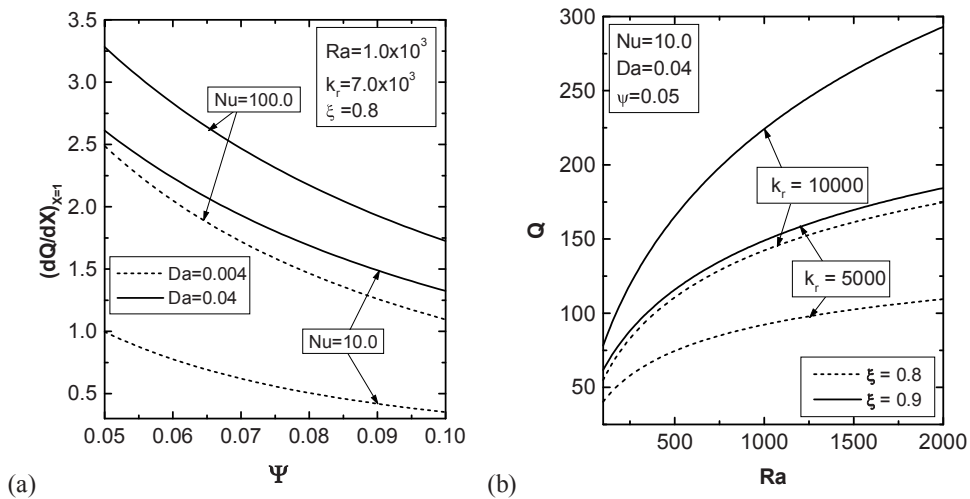 3.5
3.0
2.5
2.0
1.5
1.0
0.5
(dQ/dX)X=1
Ra=1.0x10³
kr=7.0x10³
ξ =0.8
Nu=100.0
Da=0.004
Da=0.04
Nu=10.0
0.05 0.06 0.07 0.08 0.09 0.10
Ψ
(a)
300
250
200
150
100
50
Q
Nu=10.0
Da=0.04
ψ=0.05
kr = 10000
kr = 5000
ξ = 0.8
ξ = 0.9
500 1000 1500 2000
Ra
(b)